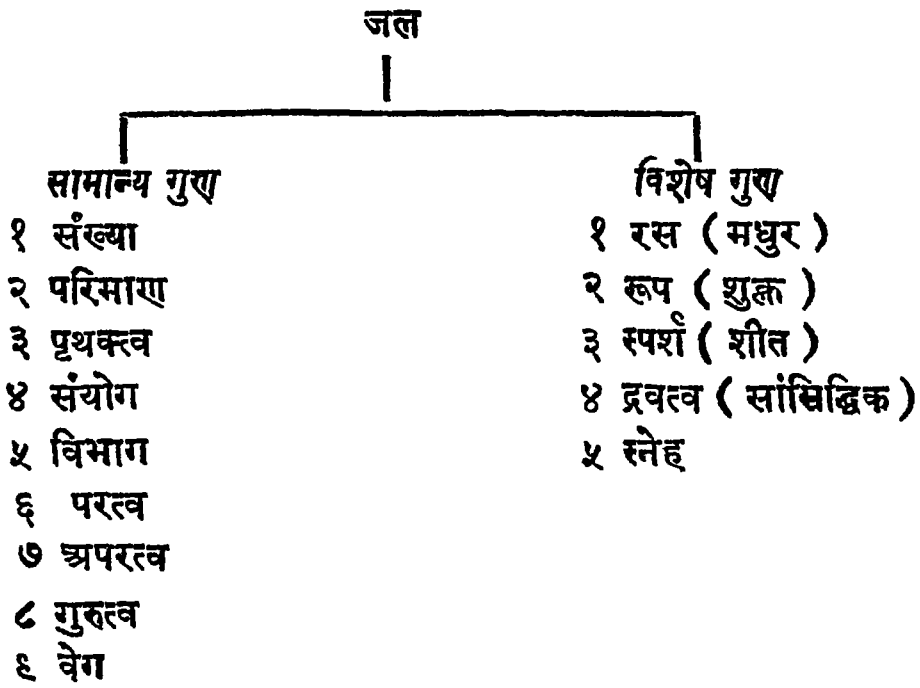 जल
सामान्य गुण
१ संख्या
२ परिमाण
३ पृथक्त्व
४ संयोग
५ विभाग
६ परत्व
७ अपरत्व
८ गुरुत्व
९ वेग
विशेष गुण
१ रस ( मधुर )
२ रूप ( शुक्ल )
३ स्पर्श ( शीत )
४ द्रवत्व ( सांसिद्धिक )
५ स्नेह